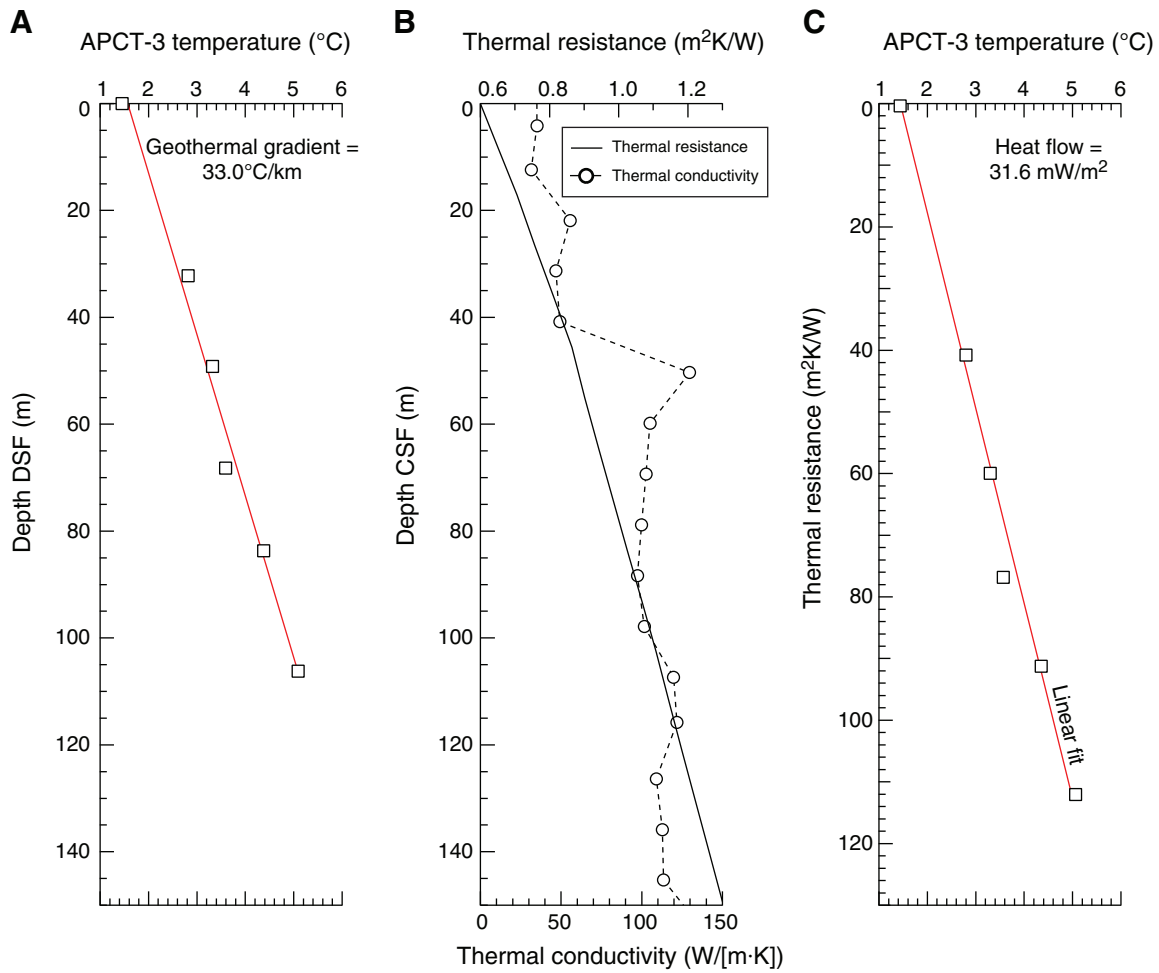 A
APCT-3 temperature (°C)
1 2 3 4 5 6
Geothermal gradient =
33.0°C/km
0
20
40
60
80
100
120
140
Depth DSF (m)
B
Thermal resistance (m²K/W)
0.6 0.8 1.0 1.2
Thermal resistance
Thermal conductivity
0
20
40
60
80
100
120
140
Depth CSF (m)
0 50 100 150
Thermal conductivity (W/[m·K])
C
APCT-3 temperature (°C)
1 2 3 4 5 6
Heat flow =
31.6 mW/m²
0
20
40
60
80
100
120
Thermal resistance (m²K/W)
Linear fit